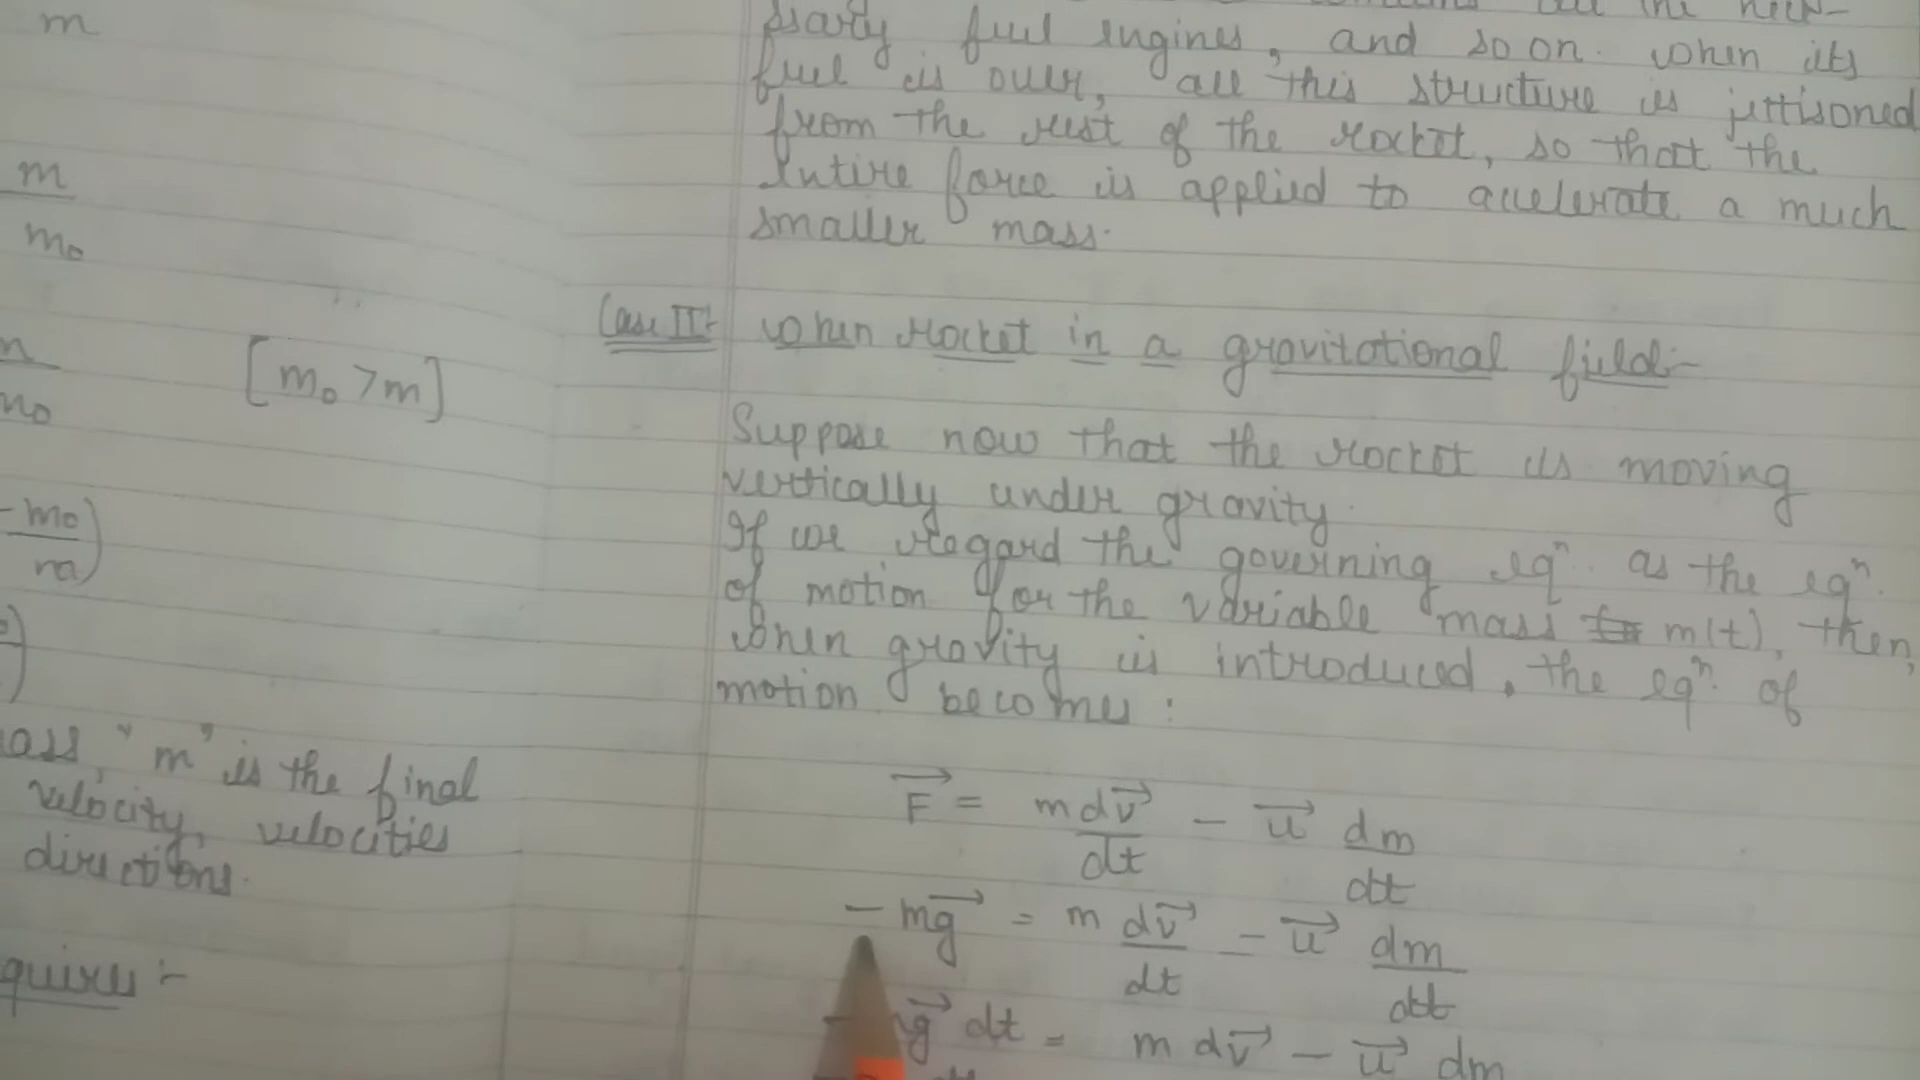 m
m
m₀
[m₀ > m]
-m₀
ass, "m" is the final
velocity, velocities
directions.
quires :-
ssary fuel engines, and so on. When its
fuel is over, all this structure is jettisoned
from the rest of the rocket, so that the
entire force is applied to accelerate a much
smaller mass.
Case II:- When rocket in a gravitational field:-
Suppose now that the rocket is moving
vertically under gravity.
If we regard the governing eqⁿ. as the eqⁿ.
of motion for the variable mass m(t), then,
when gravity is introduced, the eqⁿ. of
motion becomes :
F⃗ = m dv⃗/dt − u⃗ dm/dt
− mg⃗ = m dv⃗/dt − u⃗ dm/dt
g⃗ dt = m dv⃗ − u⃗ dm